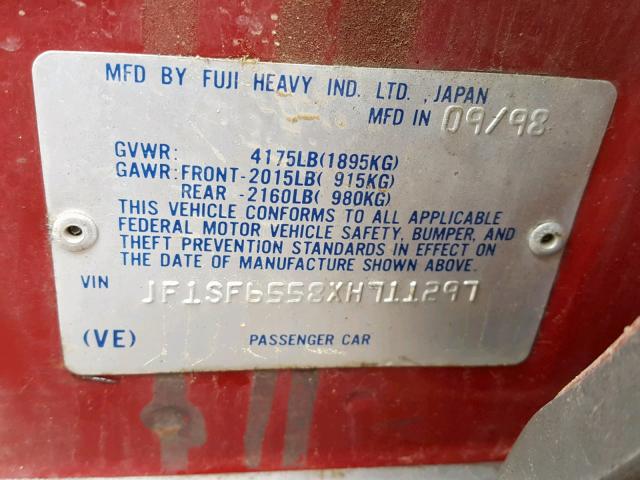 MFD BY FUJI HEAVY IND. LTD. ,JAPAN
MFD IN 09/98
GVWR: 4175LB(1895KG)
GAWR:FRONT-2015LB( 915KG)
REAR -2160LB( 980KG)
THIS VEHICLE CONFORMS TO ALL APPLICABLE
FEDERAL MOTOR VEHICLE SAFETY, BUMPER, AND
THEFT PREVENTION STANDARDS IN EFFECT ON
THE DATE OF MANUFACTURE SHOWN ABOVE.
VIN JF1SF6558XH711297
(VE) PASSENGER CAR